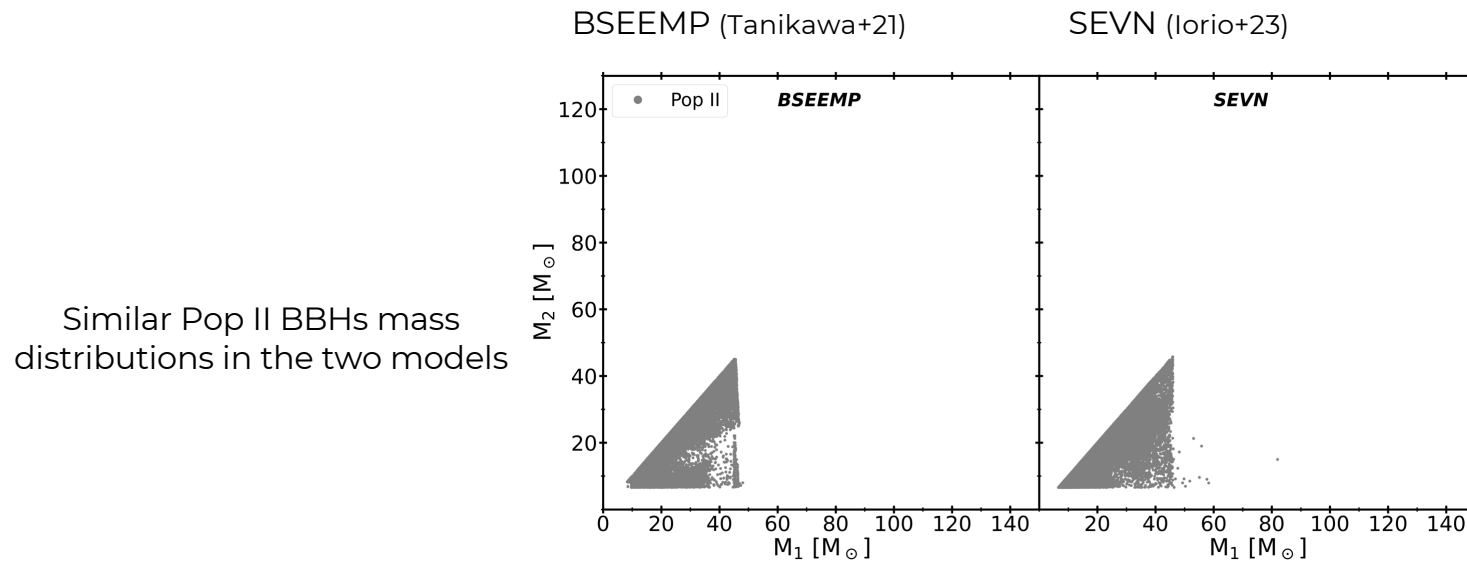 BSEEMP (Tanikawa+21)
SEVN (Iorio+23)
Similar Pop II BBHs mass
distributions in the two models
Pop II
BSEEMP
SEVN
120
100
80
60
40
20
M₂ [M⊙]
0 20 40 60 80 100 120 140
20 40 60 80 100 120 140
M₁ [M⊙]
M₁ [M⊙]